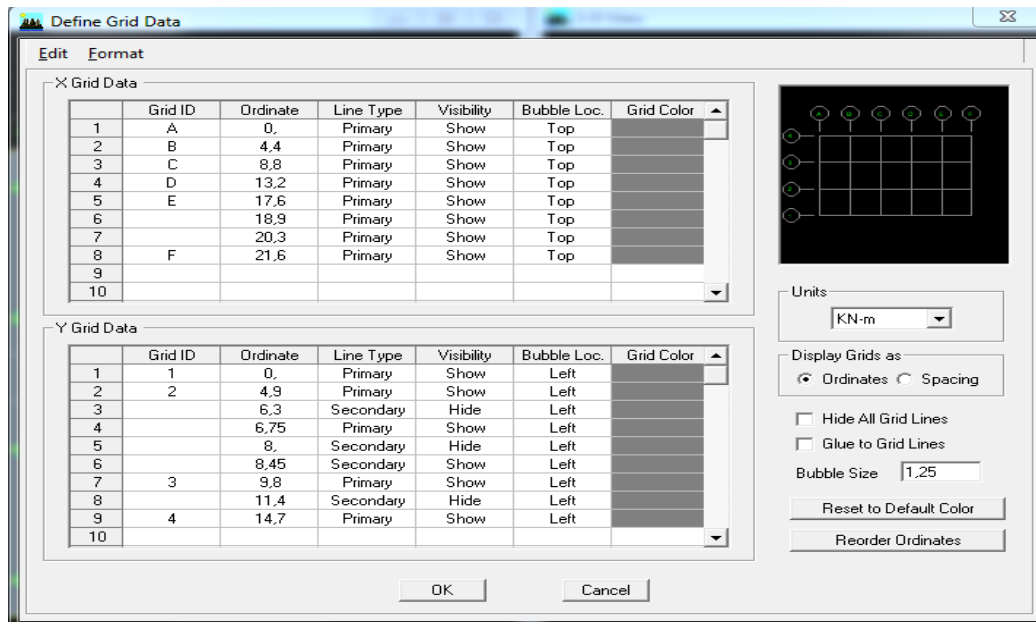 Define Grid Data
Edit Format
X Grid Data
Grid ID Ordinate Line Type Visibility Bubble Loc. Grid Color
1 A 0, Primary Show Top
2 B 4,4 Primary Show Top
3 C 8,8 Primary Show Top
4 D 13,2 Primary Show Top
5 E 17,6 Primary Show Top
6 18,9 Primary Show Top
7 20,3 Primary Show Top
8 F 21,6 Primary Show Top
9
10
Y Grid Data
Grid ID Ordinate Line Type Visibility Bubble Loc. Grid Color
1 1 0, Primary Show Left
2 2 4,9 Primary Show Left
3 6,3 Secondary Hide Left
4 6,75 Primary Show Left
5 8, Secondary Hide Left
6 8,45 Secondary Show Left
7 3 9,8 Primary Show Left
8 11,4 Secondary Hide Left
9 4 14,7 Primary Show Left
10
Units
KN-m
Display Grids as
Ordinates Spacing
Hide All Grid Lines
Glue to Grid Lines
Bubble Size 1,25
Reset to Default Color
Reorder Ordinates
OK Cancel